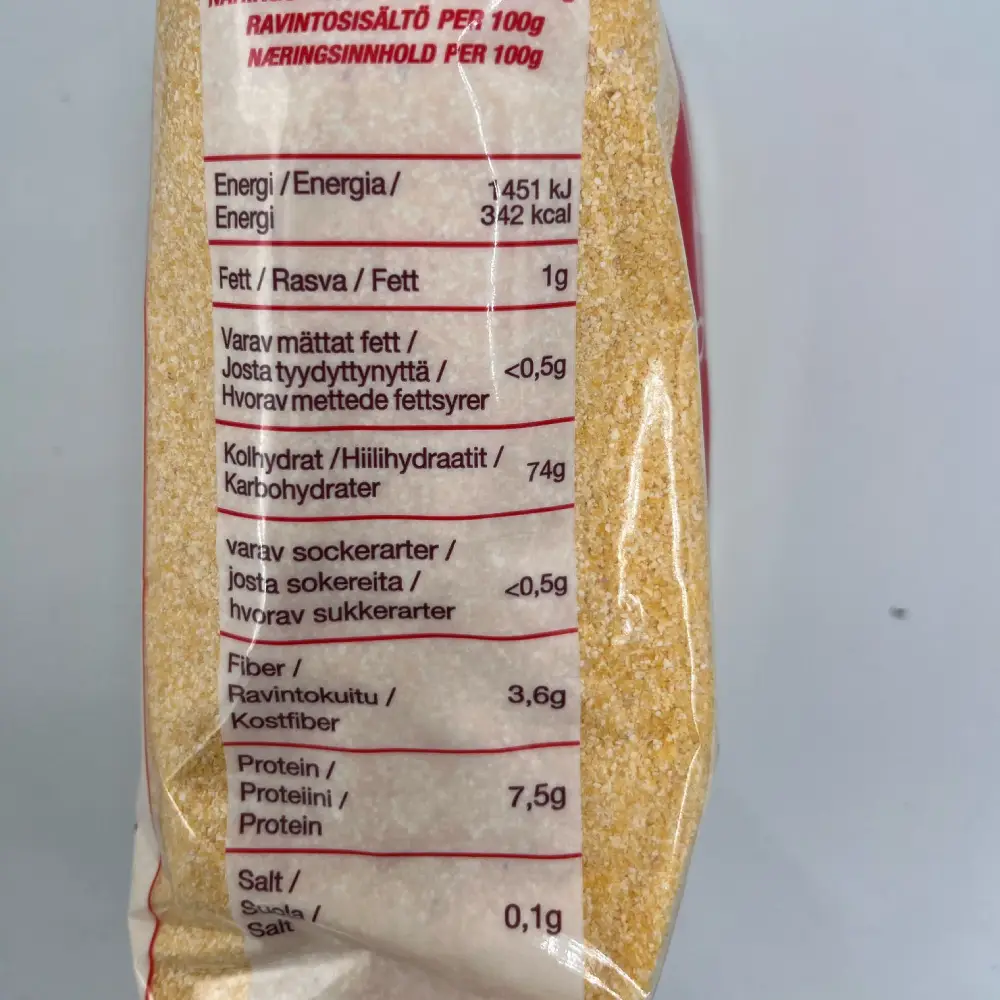 RAVINTOSISÄLTÖ PER 100g
NÆRINGSINNHOLD PER 100g
Energi / Energia / 1451 kJ
Energi 342 kcal
Fett / Rasva / Fett 1g
Varav mättat fett /
Josta tyydyttynyttä / <0,5g
Hvorav mettede fettsyrer
Kolhydrat / Hiilihydraatit / 74g
Karbohydrater
varav sockerarter /
josta sokereita / <0,5g
hvorav sukkerarter
Fiber /
Ravintokuitu / 3,6g
Kostfiber
Protein /
Proteiini / 7,5g
Protein
Salt /
Suola / 0,1g
Salt